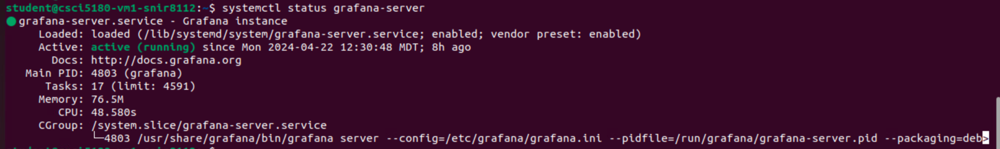 student@csci5180-vm1-snir8112:~$ systemctl status grafana-server
● grafana-server.service - Grafana instance
Loaded: loaded (/lib/systemd/system/grafana-server.service; enabled; vendor preset: enabled)
Active: active (running) since Mon 2024-04-22 12:30:48 MDT; 8h ago
Docs: http://docs.grafana.org
Main PID: 4803 (grafana)
Tasks: 17 (limit: 4591)
Memory: 76.5M
CPU: 48.580s
CGroup: /system.slice/grafana-server.service
└─4803 /usr/share/grafana/bin/grafana server --config=/etc/grafana/grafana.ini --pidfile=/run/grafana/grafana-server.pid --packaging=deb>